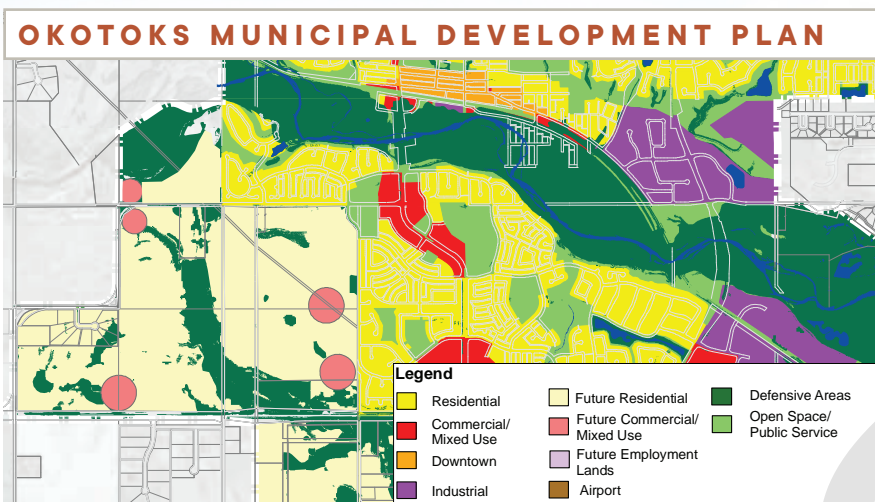 OKOTOKS MUNICIPAL DEVELOPMENT PLAN
Legend
Residential
Commercial/
Mixed Use
Downtown
Industrial
Future Residential
Future Commercial/
Mixed Use
Future Employment
Lands
Airport
Defensive Areas
Open Space/
Public Service